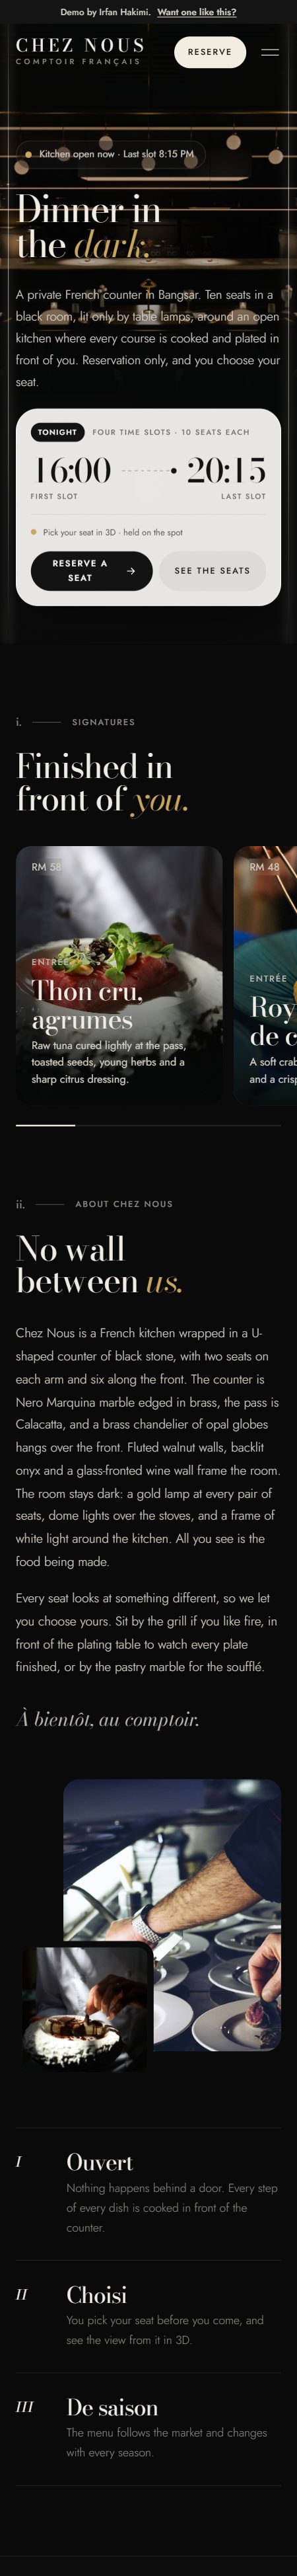 Demo by Irfan Hakimi. Want one like this?
CHEZ NOUS
COMPTOIR FRANÇAIS
RESERVE
Kitchen open now · Last slot 8:15 PM
Dinner in
the dark.
A private French counter in Bangsar. Ten seats in a
black room, lit only by table lamps, around an open
kitchen where every course is cooked and plated in
front of you. Reservation only, and you choose your
seat.
TONIGHT
FOUR TIME SLOTS · 10 SEATS EACH
16:00
20:15
FIRST SLOT
LAST SLOT
Pick your seat in 3D · held on the spot
RESERVE A
SEAT →
SEE THE SEATS
i.
SIGNATURES
Finished in
front of you.
RM 58
ENTRÉE
Thon cru,
agrumes
Raw tuna cured lightly at the pass,
toasted seeds, young herbs and a
sharp citrus dressing.
RM 48
ENTRÉE
Roy
de c
A soft crab
and a crisp
ii.
ABOUT CHEZ NOUS
No wall
between us.
Chez Nous is a French kitchen wrapped in a U-
shaped counter of black stone, with two seats on
each arm and six along the front. The counter is
Nero Marquina marble edged in brass, the pass is
Calacatta, and a brass chandelier of opal globes
hangs over the front. Fluted walnut walls, backlit
onyx and a glass-fronted wine wall frame the room.
The room stays dark: a gold lamp at every pair of
seats, dome lights over the stoves, and a frame of
white light around the kitchen. All you see is the
food being made.
Every seat looks at something different, so we let
you choose yours. Sit by the grill if you like fire, in
front of the plating table to watch every plate
finished, or by the pastry marble for the soufflé.
À bientôt, au comptoir.
I
Ouvert
Nothing happens behind a door. Every step
of every dish is cooked in front of the
counter.
II
Choisi
You pick your seat before you come, and
see the view from it in 3D.
III
De saison
The menu follows the market and changes
with every season.